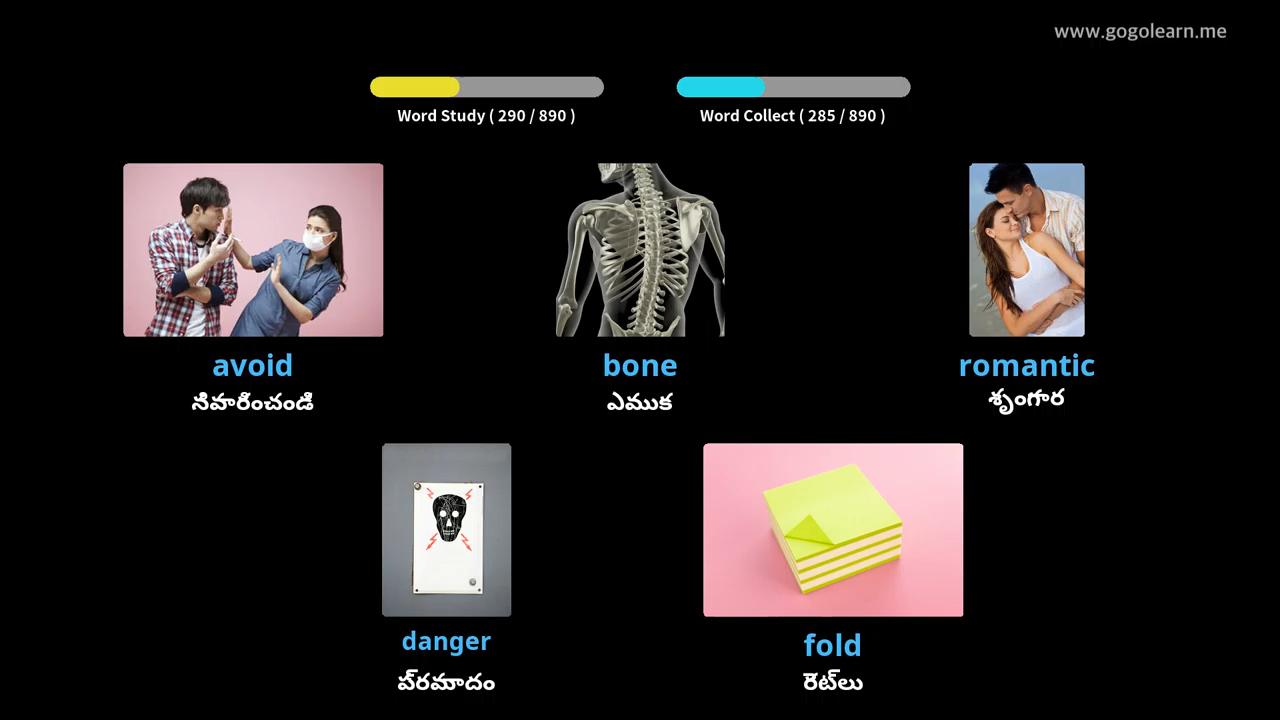 www.gogolearn.me
Word Study ( 290 / 890 )
Word Collect ( 285 / 890 )
avoid
bone
romantic
నివారించండి
ఎముక
శృంగార
danger
fold
ప్రమాదం
రెట్లు